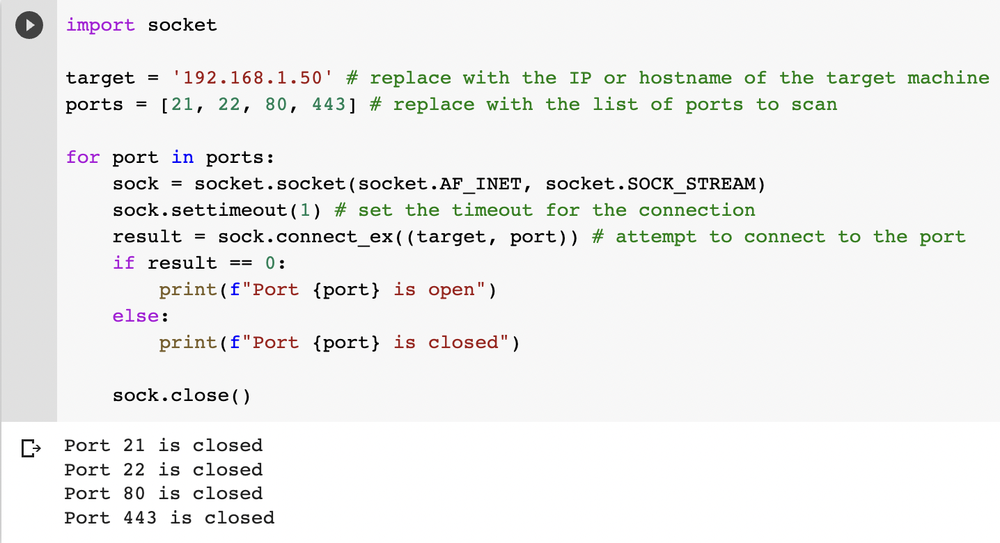 import socket
target = '192.168.1.50' # replace with the IP or hostname of the target machine
ports = [21, 22, 80, 443] # replace with the list of ports to scan
for port in ports:
    sock = socket.socket(socket.AF_INET, socket.SOCK_STREAM)
    sock.settimeout(1) # set the timeout for the connection
    result = sock.connect_ex((target, port)) # attempt to connect to the port
    if result == 0:
        print(f"Port {port} is open")
    else:
        print(f"Port {port} is closed")
    sock.close()
Port 21 is closed
Port 22 is closed
Port 80 is closed
Port 443 is closed